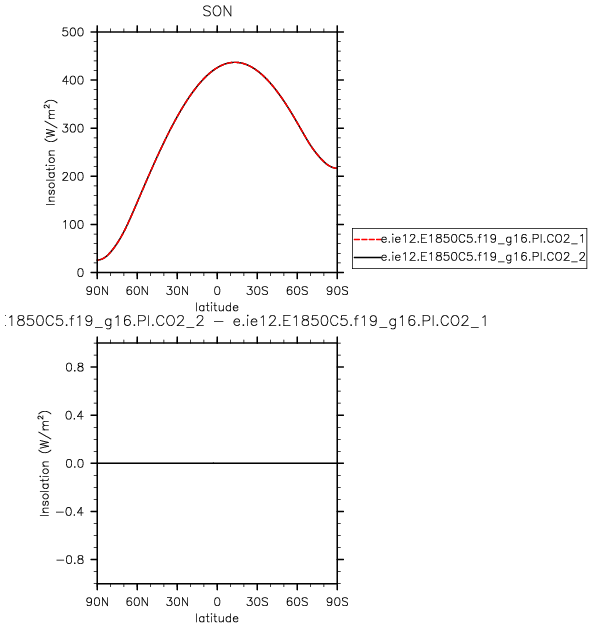 SON
500
400
300
200
100
0
Insolation (W/m²)
90N 60N 30N 0 30S 60S 90S
latitude
e.ie12.E1850C5.f19_g16.PI.CO2_1
e.ie12.E1850C5.f19_g16.PI.CO2_2
:1850C5.f19_g16.PI.CO2_2 – e.ie12.E1850C5.f19_g16.PI.CO2_1
0.8
0.4
0.0
−0.4
−0.8
Insolation (W/m²)
90N 60N 30N 0 30S 60S 90S
latitude